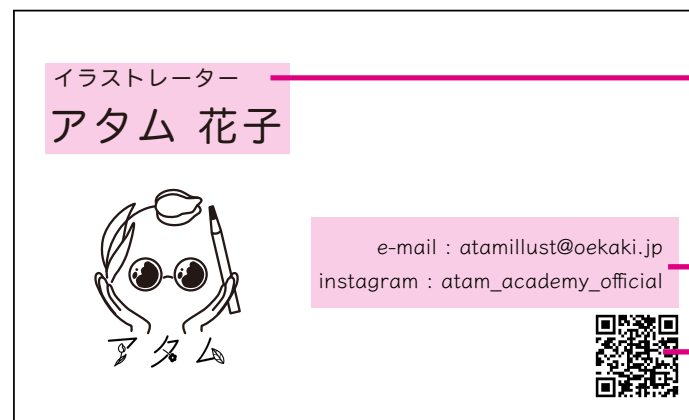 イラストレーター
アタム 花子
e-mail : atamillust@oekaki.jp
instagram : atam_academy_official
アタム